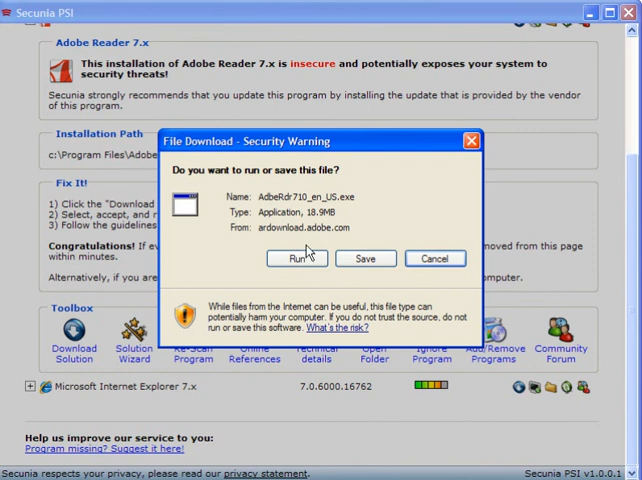 Secunia PSI
Adobe Reader 7.x
This installation of Adobe Reader 7.x is insecure and potentially exposes your system to
security threats!
Secunia strongly recommends that you update this program by installing the update that is provided by the vendor
of this program.
Installation Path
c:\Program Files\Adobe
File Download - Security Warning
Do you want to run or save this file?
Name: AdbeRdr710_en_US.exe
Type: Application, 18.9MB
From: ardownload.adobe.com
Run
Save
Cancel
While files from the Internet can be useful, this file type can
potentially harm your computer. If you do not trust the source, do not
run or save this software. What's the risk?
Fix It!
1) Click the "Download
2) Select, accept, and r
3) Follow the guidelines
Congratulations! If e
moved from this page
within minutes.
Alternatively, if you are
computer.
Toolbox
Download
Solution
Solution
Wizard
Re-Scan
Program
Online
References
Technical
details
Open
Folder
Ignore
Program
Add/Remove
Programs
Community
Forum
Microsoft Internet Explorer 7.x 7.0.6000.16762
Help us improve our service to you:
Program missing? Suggest it here!
Secunia respects your privacy, please read our privacy statement.
Secunia PSI v1.0.0.1